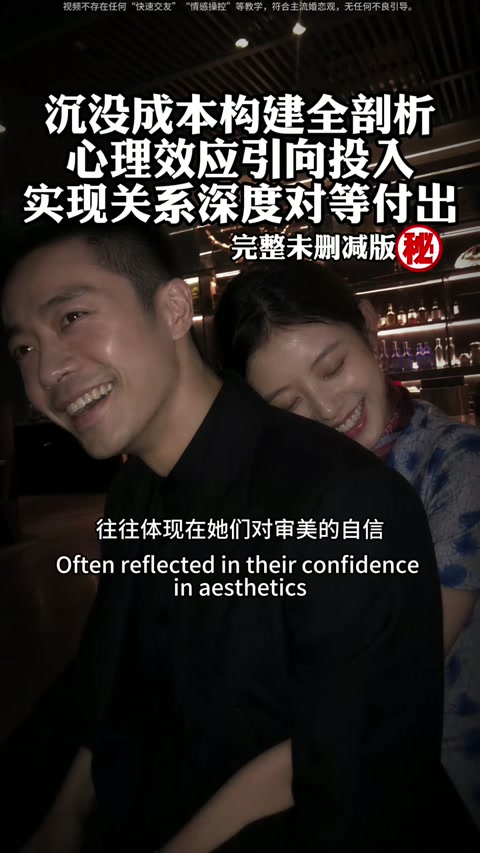 视频不存在任何“快速交友”“情感操控”等教学，符合主流婚恋观，无任何不良引导。
沉没成本构建全剖析
心理效应引向投入
实现关系深度对等付出
完整未删减版
秘
往往体现在她们对审美的自信
Often reflected in their confidence
in aesthetics